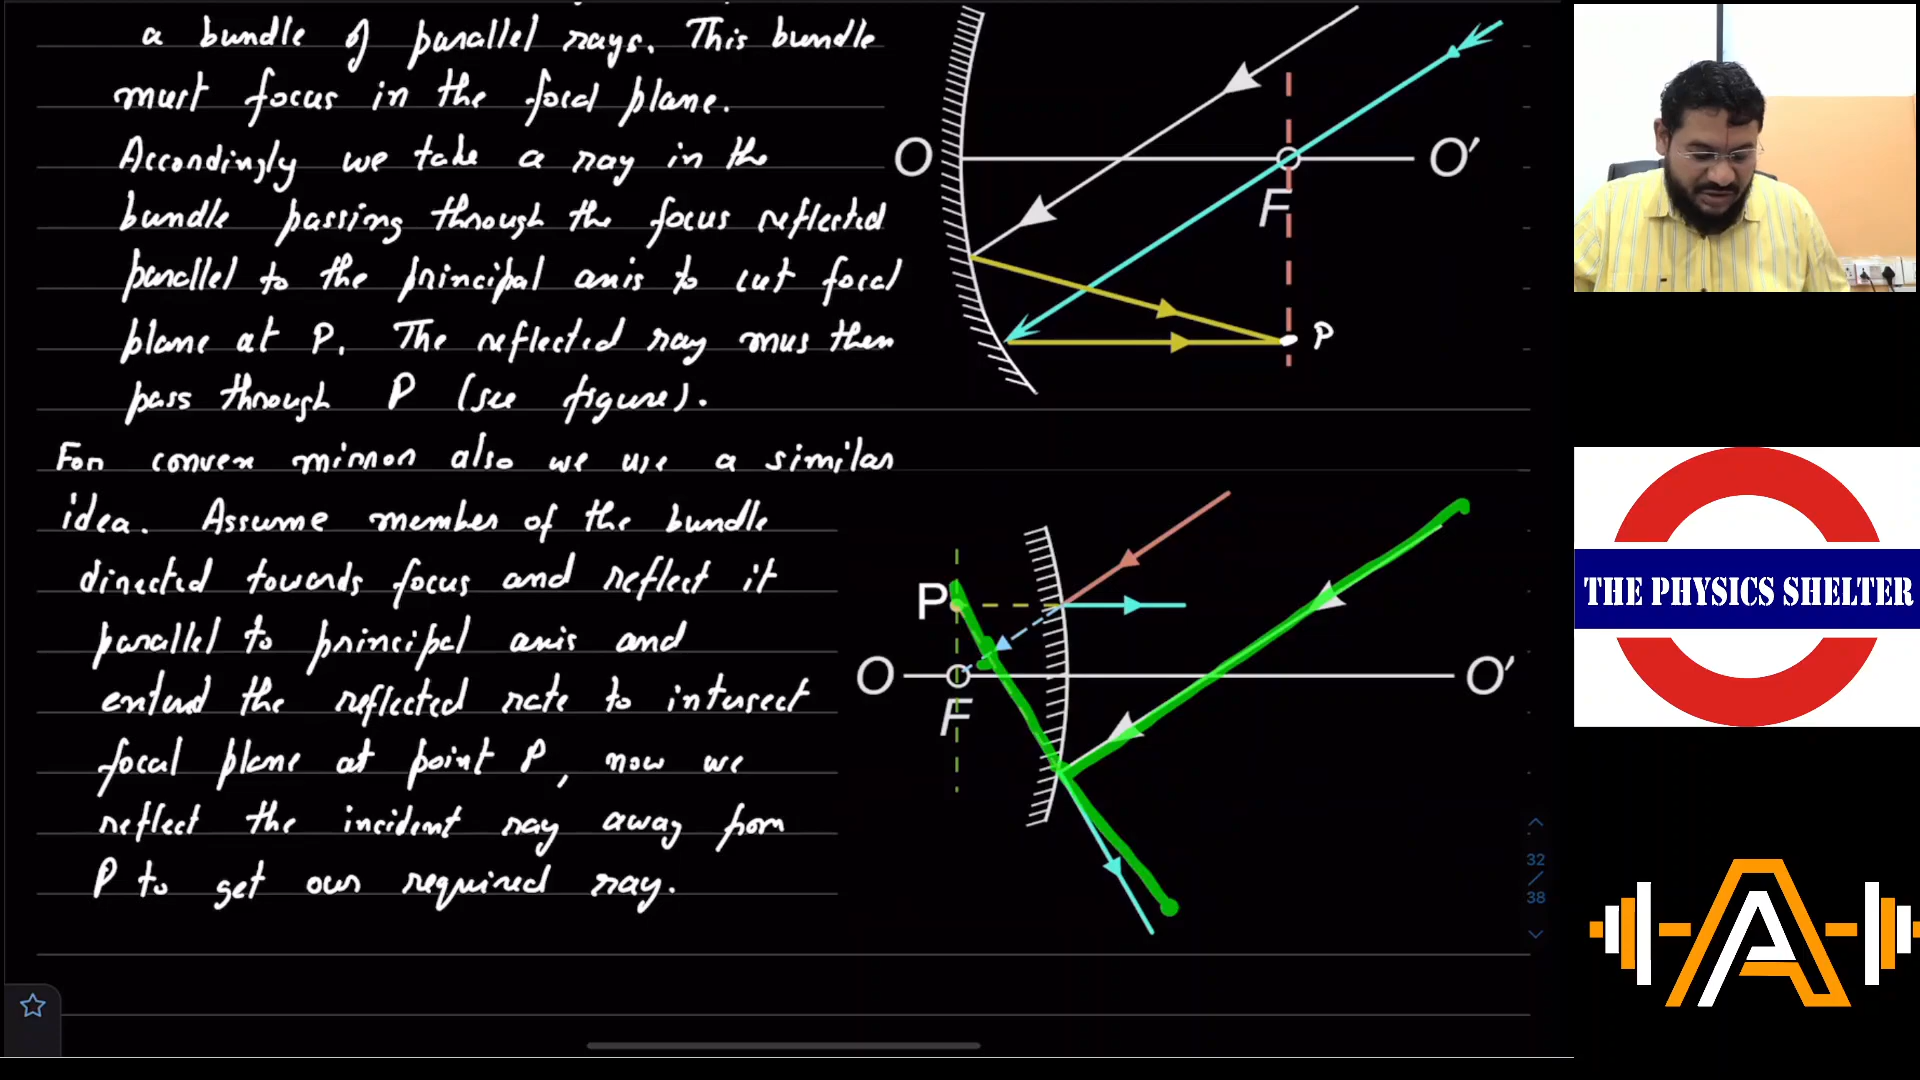 a bundle of parallel rays. This bundle
must focus in the focal plane.
Accordingly we take a ray in the
bundle passing through the focus reflected
parallel to the principal axis to cut focal
plane at P. The reflected ray mus then
pass through P (see figure).
For convex mirror also we use a similar
idea. Assume member of the bundle
directed towards focus and reflect it
parallel to principal axis and
extend the reflected rate to intersect
focal plane at point P, now we
reflect the incident ray away from
P to get our required ray.
O
O'
F
P
P
O
O'
F
32
/
38
THE PHYSICS SHELTER
A